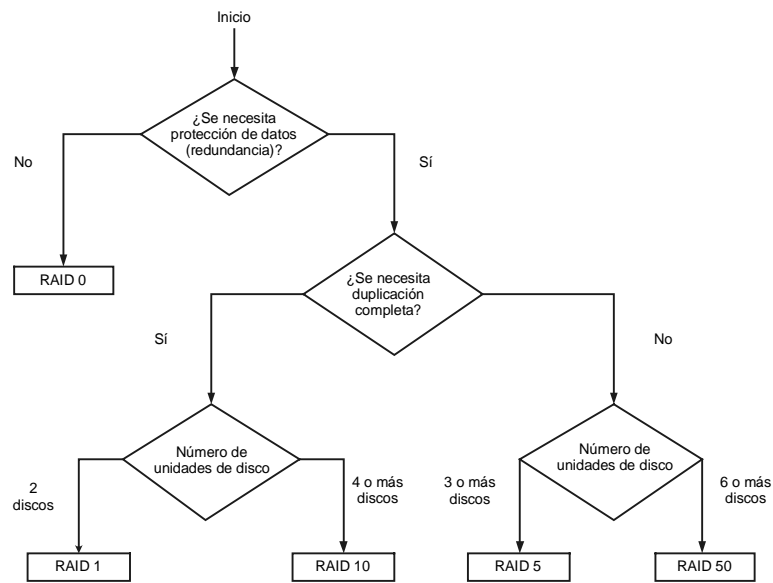 Inicio
¿Se necesita
protección de datos
(redundancia)?
No
Sí
RAID 0
¿Se necesita
duplicación
completa?
Sí
No
Número de
unidades de disco
Número de
unidades de disco
2
discos
4 o más
discos
3 o más
discos
6 o más
discos
RAID 1
RAID 10
RAID 5
RAID 50